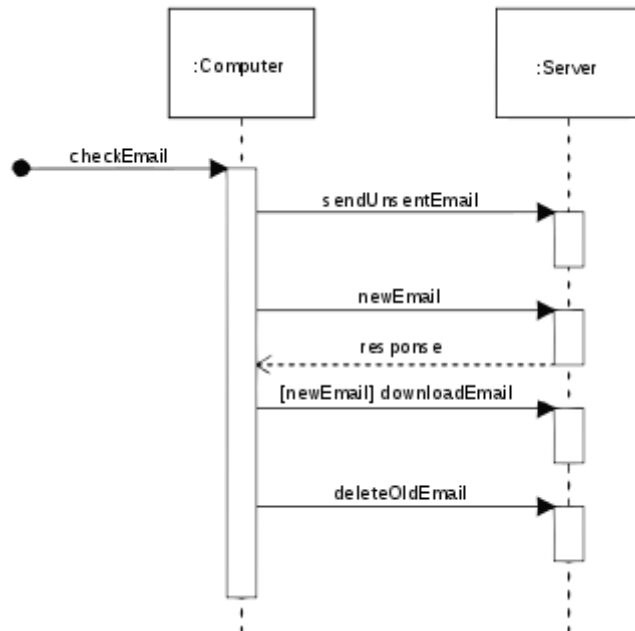 :Computer
:Server
checkEmail
sendUnsentEmail
newEmail
response
[newEmail] downloadEmail
deleteOldEmail